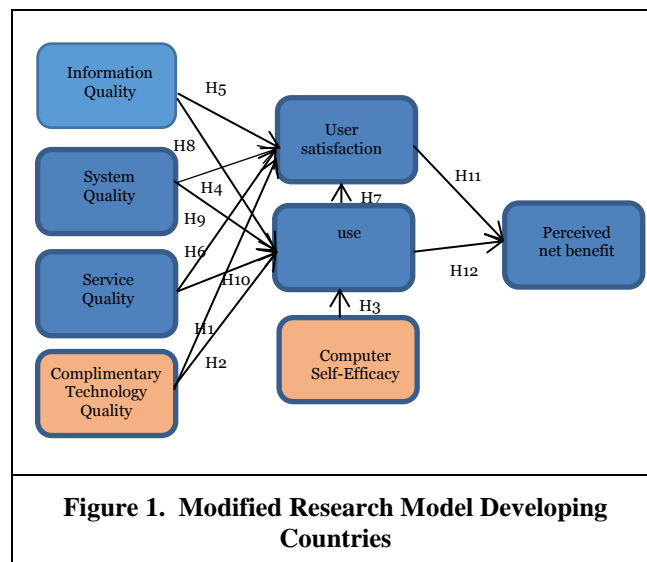 Information
Quality
H5
User
satisfaction
H8
System
Quality
H4
H11
H7
H9
use
Perceived
net benefit
H6
Service
Quality
H10
H12
H3
H1
Computer
Self-Efficacy
H2
Complimentary
Technology
Quality
Figure 1. Modified Research Model Developing
Countries